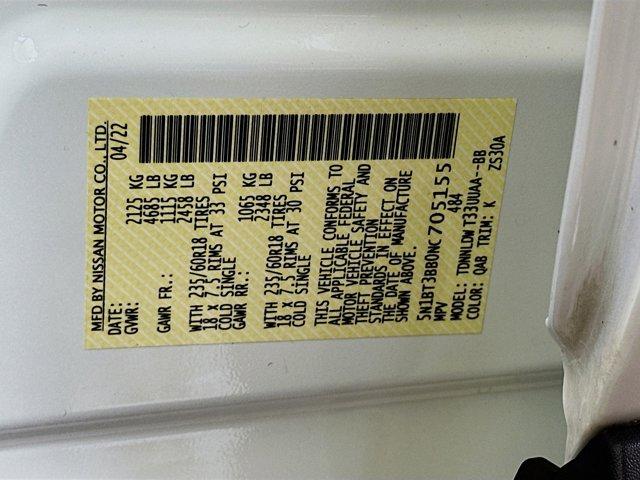 MFD BY NISSAN MOTOR CO., LTD.
DATE: 04/22
GVWR: 2125 KG
4685 LB
GAWR FR.: 1115 KG
2458 LB
WITH 235/60R18 TIRES
18 X 7.5 RIMS AT 33 PSI
COLD SINGLE
GAWR RR.: 1065 KG
2348 LB
WITH 235/60R18 TIRES
18 X 7.5 RIMS AT 30 PSI
COLD SINGLE
THIS VEHICLE CONFORMS TO
ALL APPLICABLE FEDERAL
MOTOR VEHICLE SAFETY AND
THEFT PREVENTION
STANDARDS IN EFFECT ON
THE DATE OF MANUFACTURE
SHOWN ABOVE.
5N1BT3BB0NC705155
MPV 484
MODEL: TDNNLDW T33UUAA--BB
COLOR: QAB TRIM: K ZS30A